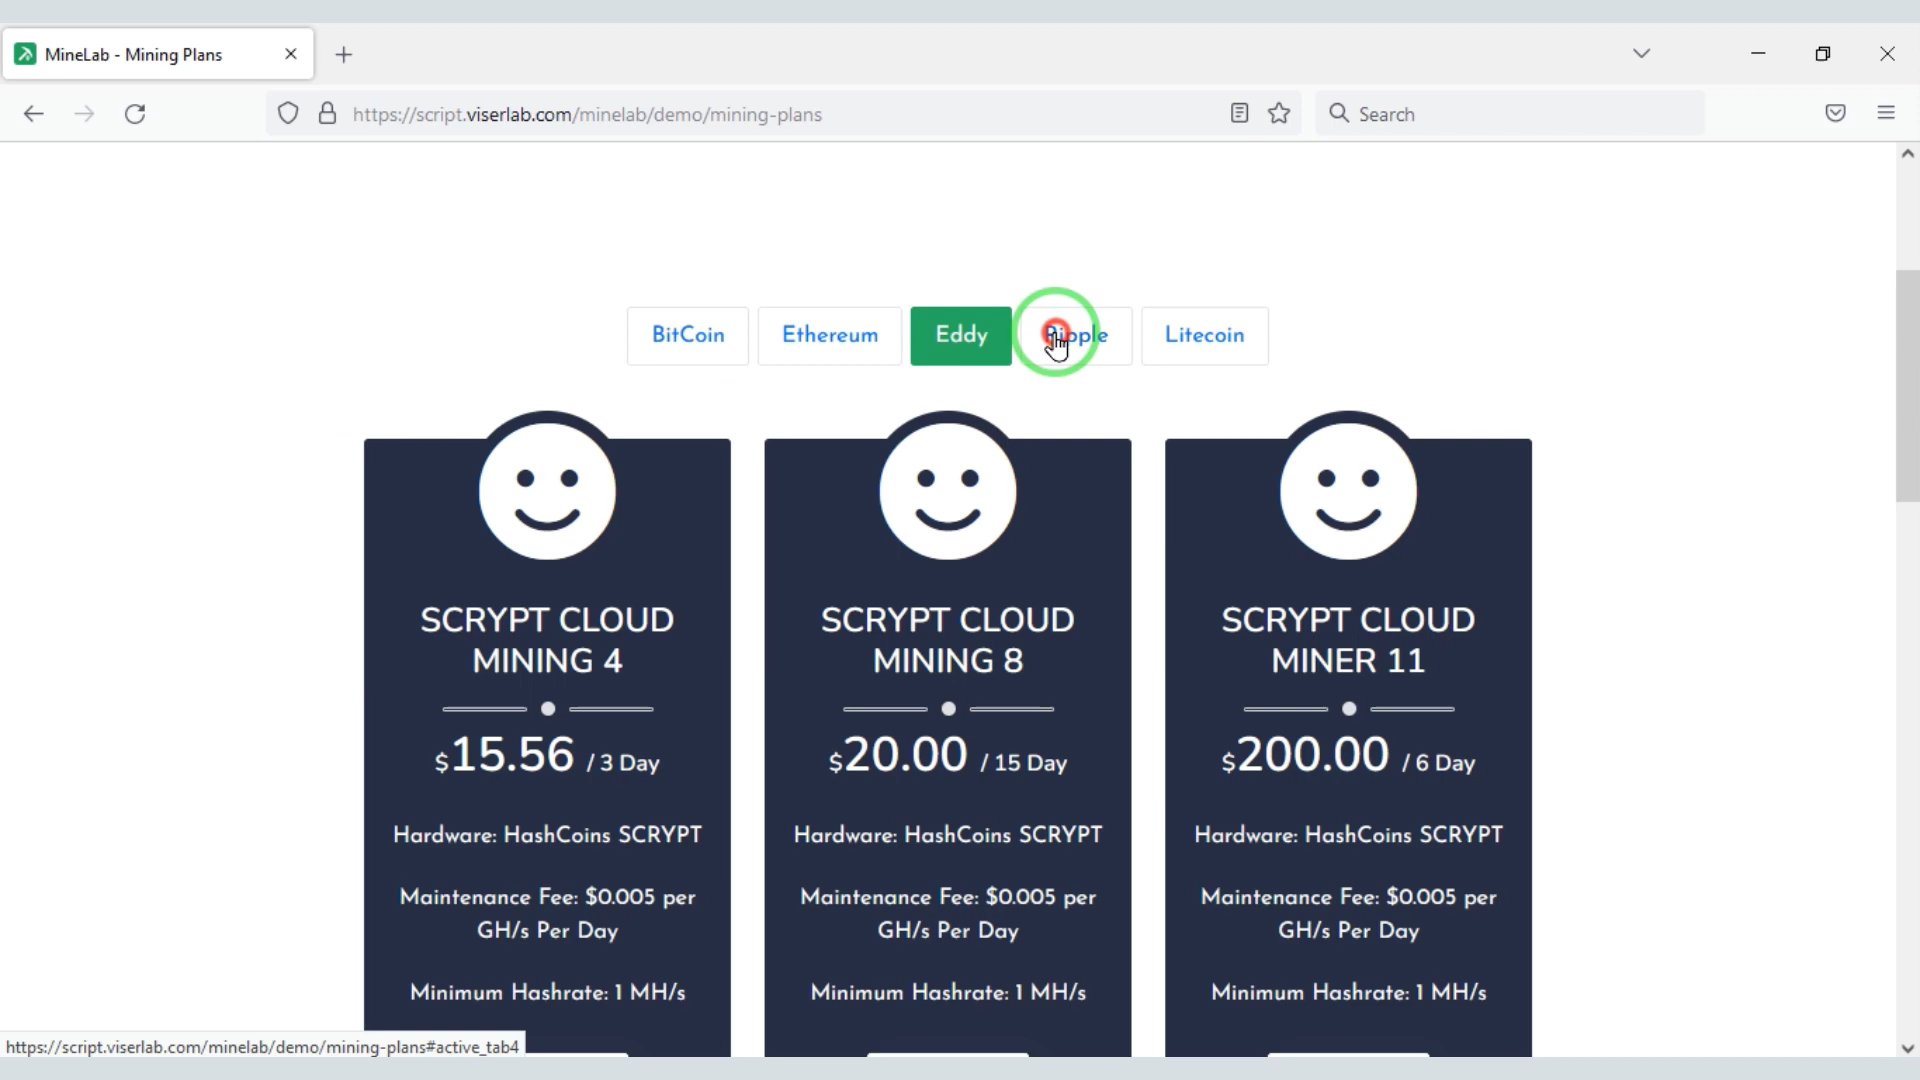 MineLab - Mining Plans
https://script.viserlab.com/minelab/demo/mining-plans
Search
BitCoin
Ethereum
Eddy
Ripple
Litecoin
SCRYPT CLOUD
MINING 4
$15.56 / 3 Day
Hardware: HashCoins SCRYPT
Maintenance Fee: $0.005 per
GH/s Per Day
Minimum Hashrate: 1 MH/s
SCRYPT CLOUD
MINING 8
$20.00 / 15 Day
Hardware: HashCoins SCRYPT
Maintenance Fee: $0.005 per
GH/s Per Day
Minimum Hashrate: 1 MH/s
SCRYPT CLOUD
MINER 11
$200.00 / 6 Day
Hardware: HashCoins SCRYPT
Maintenance Fee: $0.005 per
GH/s Per Day
Minimum Hashrate: 1 MH/s
https://script.viserlab.com/minelab/demo/mining-plans#active_tab4